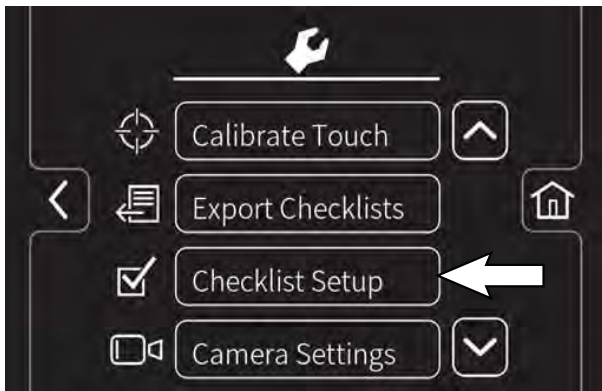 Calibrate Touch
Export Checklists
Checklist Setup
Camera Settings